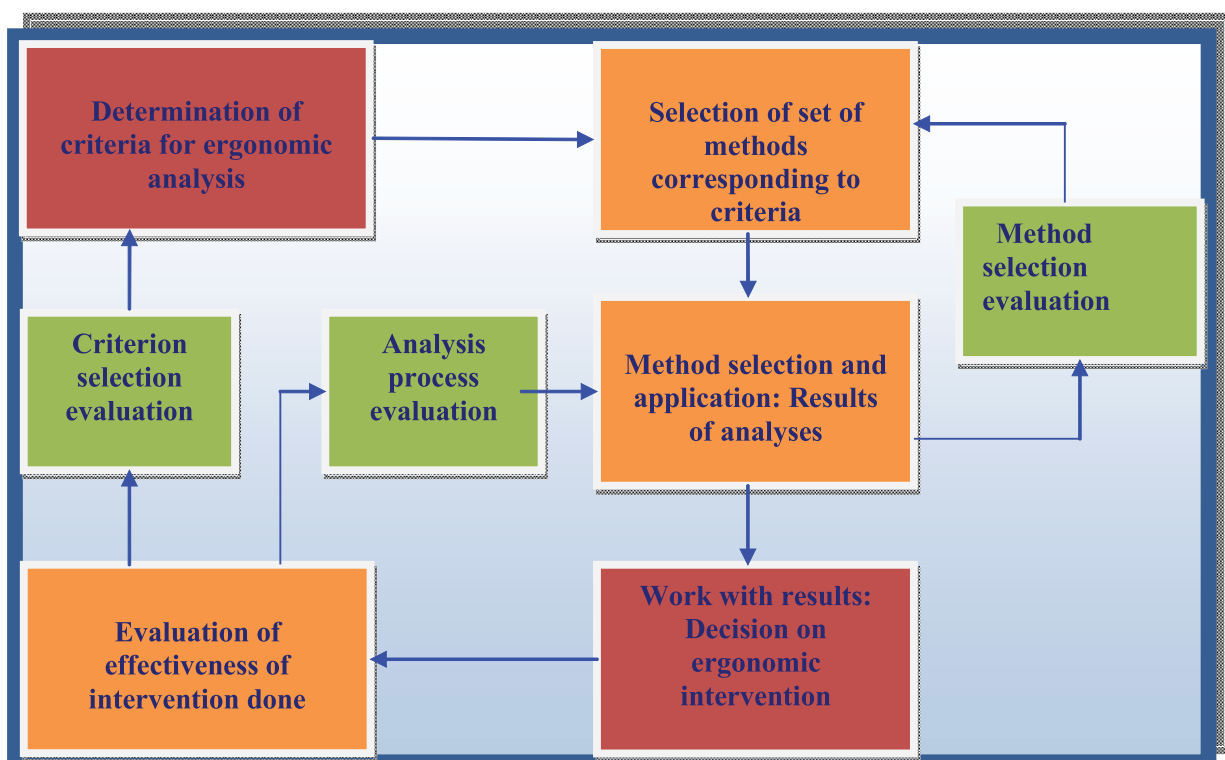 Determination of
criteria for ergonomic
analysis
Selection of set of
methods
corresponding to
criteria
Method
selection
evaluation
Criterion
selection
evaluation
Analysis
process
evaluation
Method selection and
application: Results
of analyses
Evaluation of
effectiveness of
intervention done
Work with results:
Decision on
ergonomic
intervention